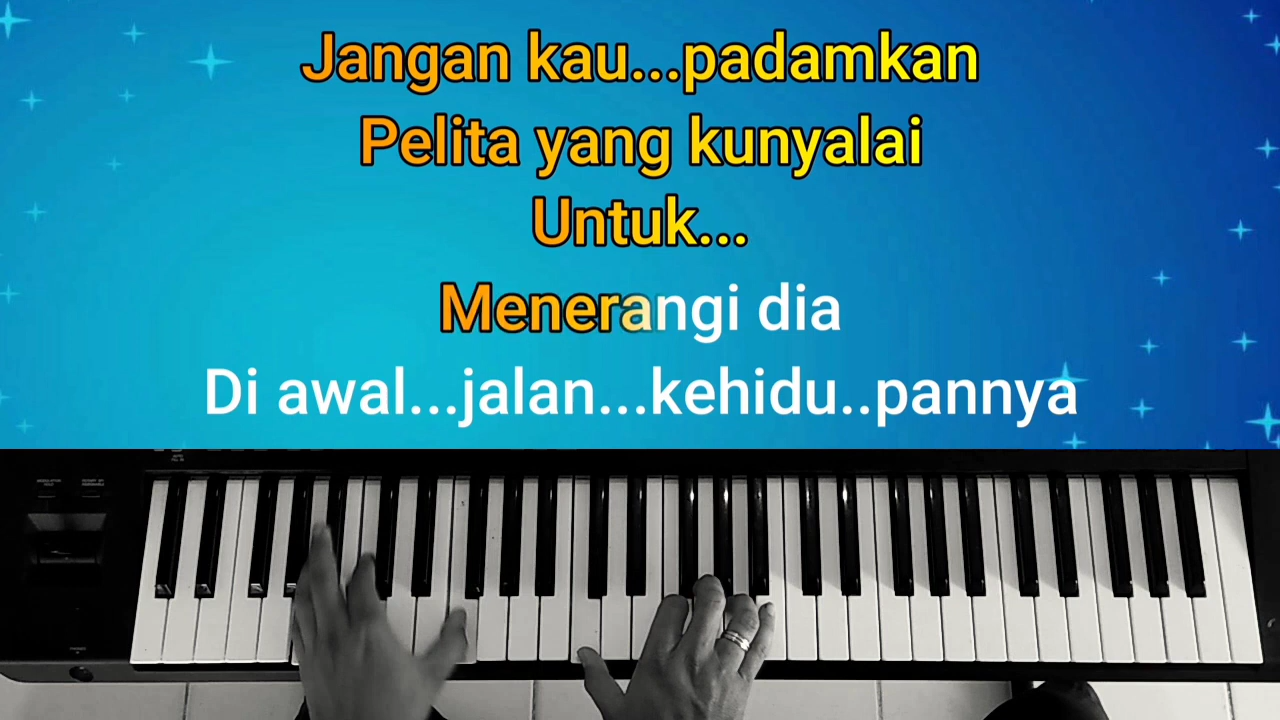 Jangan kau...padamkan
Pelita yang kunyalai
Untuk...
Menerangi dia
Di awal...jalan...kehidu..pannya